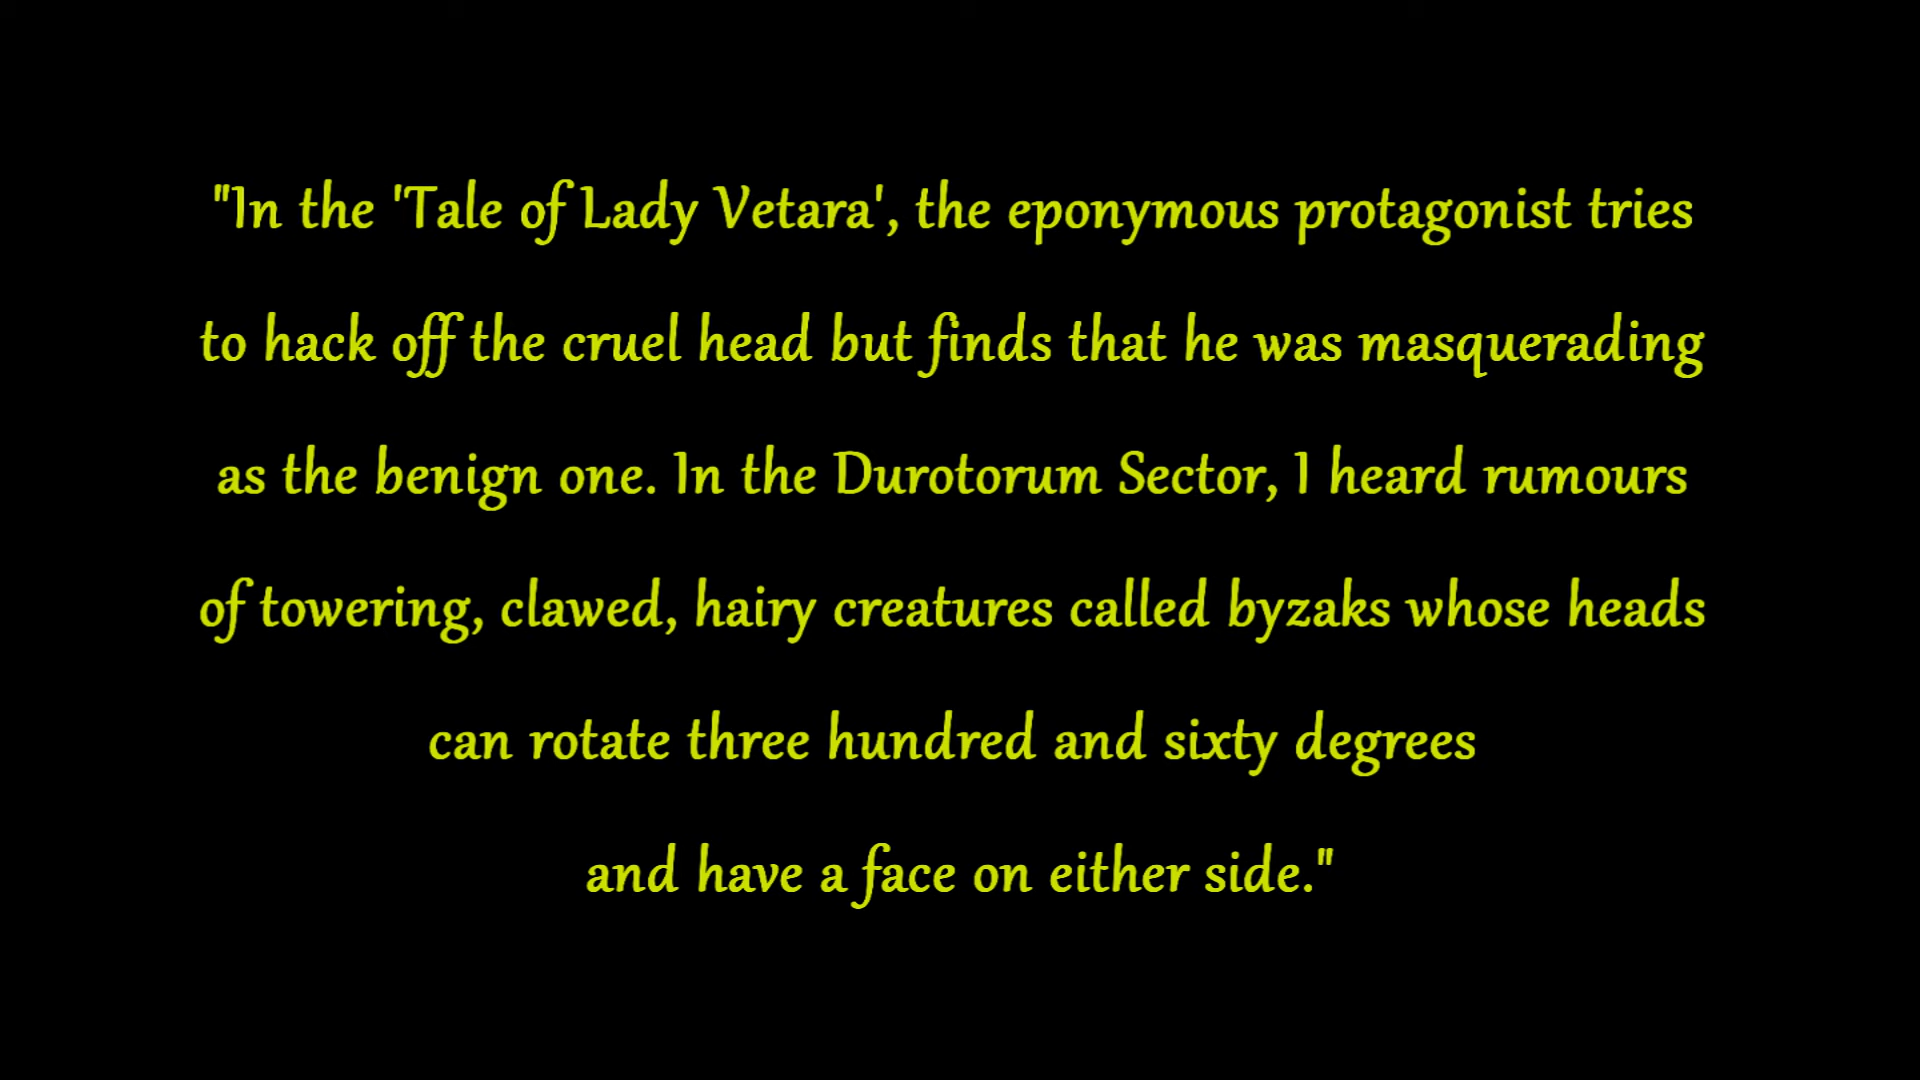 "In the 'Tale of Lady Vetara', the eponymous protagonist tries
to hack off the cruel head but finds that he was masquerading
as the benign one. In the Durotorum Sector, I heard rumours
of towering, clawed, hairy creatures called byzaks whose heads
can rotate three hundred and sixty degrees
and have a face on either side."